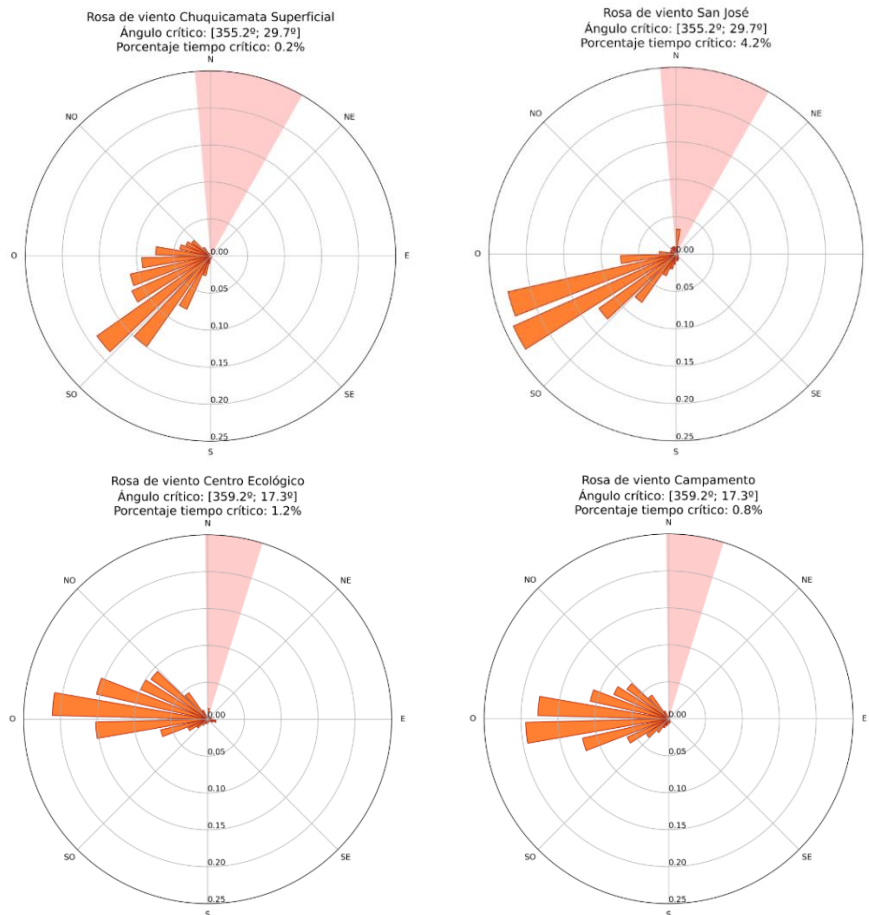 Rosa de viento Chuquicamata Superficial
Ángulo crítico: [355.2º; 29.7º]
Porcentaje tiempo crítico: 0.2%
N
NO
NE
O
E
0.00
0.05
0.10
0.15
0.20
0.25
SO
SE
S
Rosa de viento San José
Ángulo crítico: [355.2º; 29.7º]
Porcentaje tiempo crítico: 4.2%
N
NO
NE
O
0.00
0.05
0.10
0.15
0.20
0.25
SO
SE
S
Rosa de viento Centro Ecológico
Ángulo crítico: [359.2º; 17.3º]
Porcentaje tiempo crítico: 1.2%
N
NO
NE
O
E
0.00
0.05
0.10
0.15
0.20
0.25
SO
SE
S
Rosa de viento Campamento
Ángulo crítico: [359.2º; 17.3º]
Porcentaje tiempo crítico: 0.8%
N
NO
NE
O
E
0.00
0.05
0.10
0.15
0.20
0.25
SO
SE
S